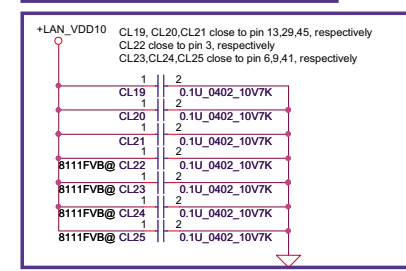 +LAN_VDD10
CL19, CL20,CL21 close to pin 13,29,45, respectively
CL22 close to pin 3, respectively
CL23,CL24,CL25 close to pin 6,9,41, respectively
1 2
CL19 0.1U_0402_10V7K
1 2
CL20 0.1U_0402_10V7K
1 2
CL21 0.1U_0402_10V7K
1 2
8111FVB@ CL22 0.1U_0402_10V7K
1 2
8111FVB@ CL23 0.1U_0402_10V7K
1 2
8111FVB@ CL24 0.1U_0402_10V7K
1 2
8111FVB@ CL25 0.1U_0402_10V7K